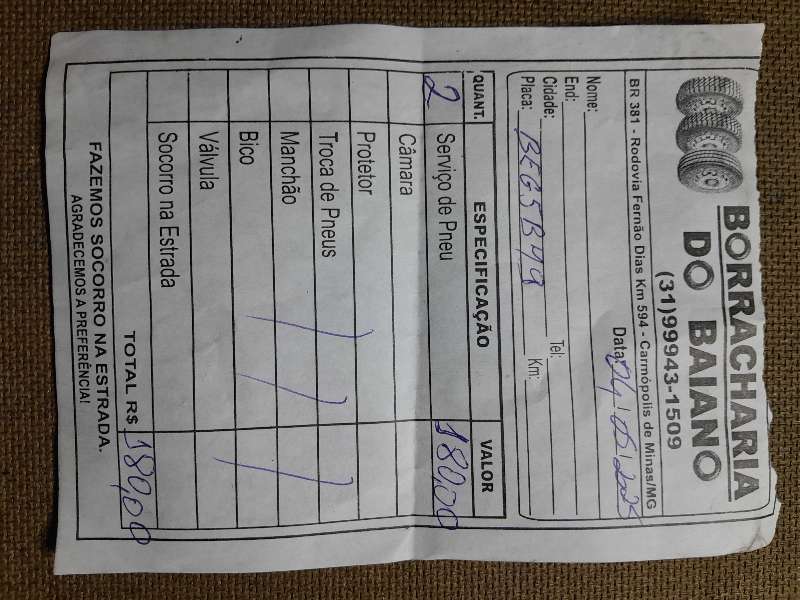 BORRACHARIA
DO BAIANO
(31)99943-1509
BR 381 - Rodovia Fernão Dias Km 594 - Carmópolis de Minas/MG
Data:
Nome:
End:
Cidade: Tel:
Placa: Km:
QUANT. ESPECIFICAÇÃO VALOR
2 Serviço de Pneu 180,00
Câmara
Protetor
Troca de Pneus
Manchão
Bico
Válvula
Socorro na Estrada
TOTAL R$ 180,00
FAZEMOS SOCORRO NA ESTRADA.
AGRADECEMOS A PREFERÊNCIA!